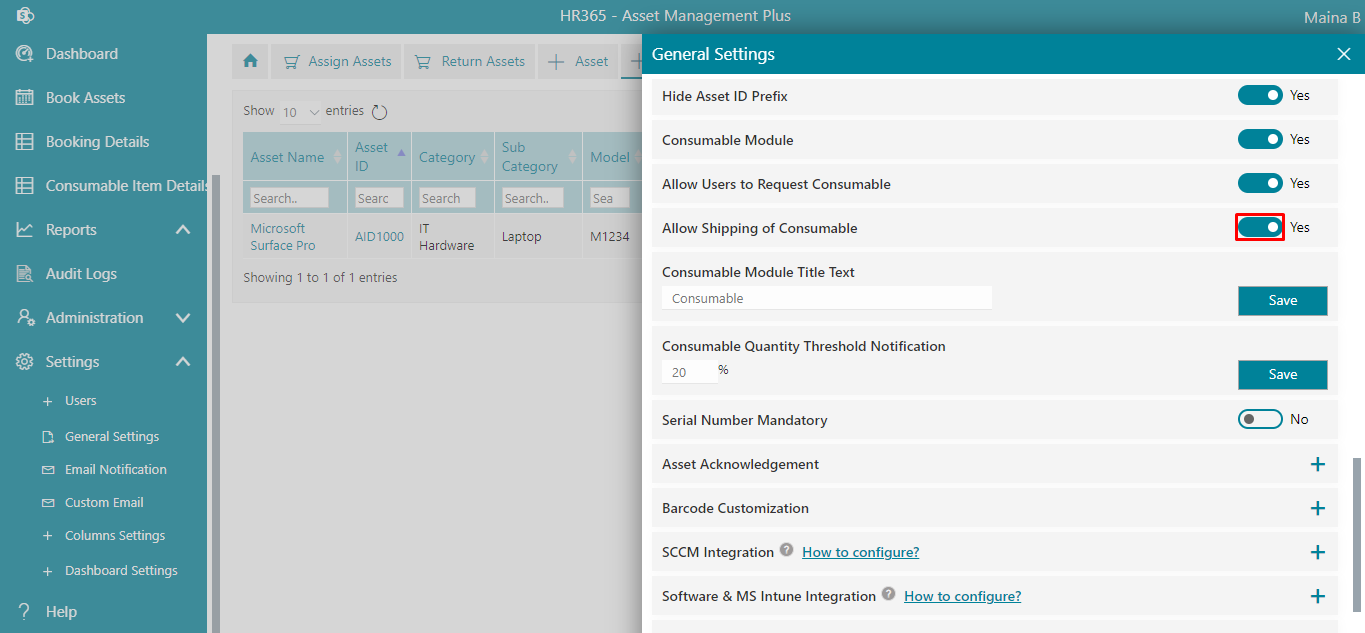 HR365 - Asset Management Plus
Maina B
Dashboard
Book Assets
Booking Details
Consumable Item Details
Reports
Audit Logs
Administration
Settings
Users
General Settings
Email Notification
Custom Email
Columns Settings
Dashboard Settings
Help
Assign Assets
Return Assets
Asset
Show 10 entries
Asset Name
Asset ID
Category
Sub Category
Model
Search..
Searc
Search
Search..
Sea
Microsoft Surface Pro
AID1000
IT Hardware
Laptop
M1234
Showing 1 to 1 of 1 entries
General Settings
Hide Asset ID Prefix Yes
Consumable Module Yes
Allow Users to Request Consumable Yes
Allow Shipping of Consumable Yes
Consumable Module Title Text
Consumable
Save
Consumable Quantity Threshold Notification
20 %
Save
Serial Number Mandatory No
Asset Acknowledgement
Barcode Customization
SCCM Integration ? How to configure?
Software & MS Intune Integration ? How to configure?